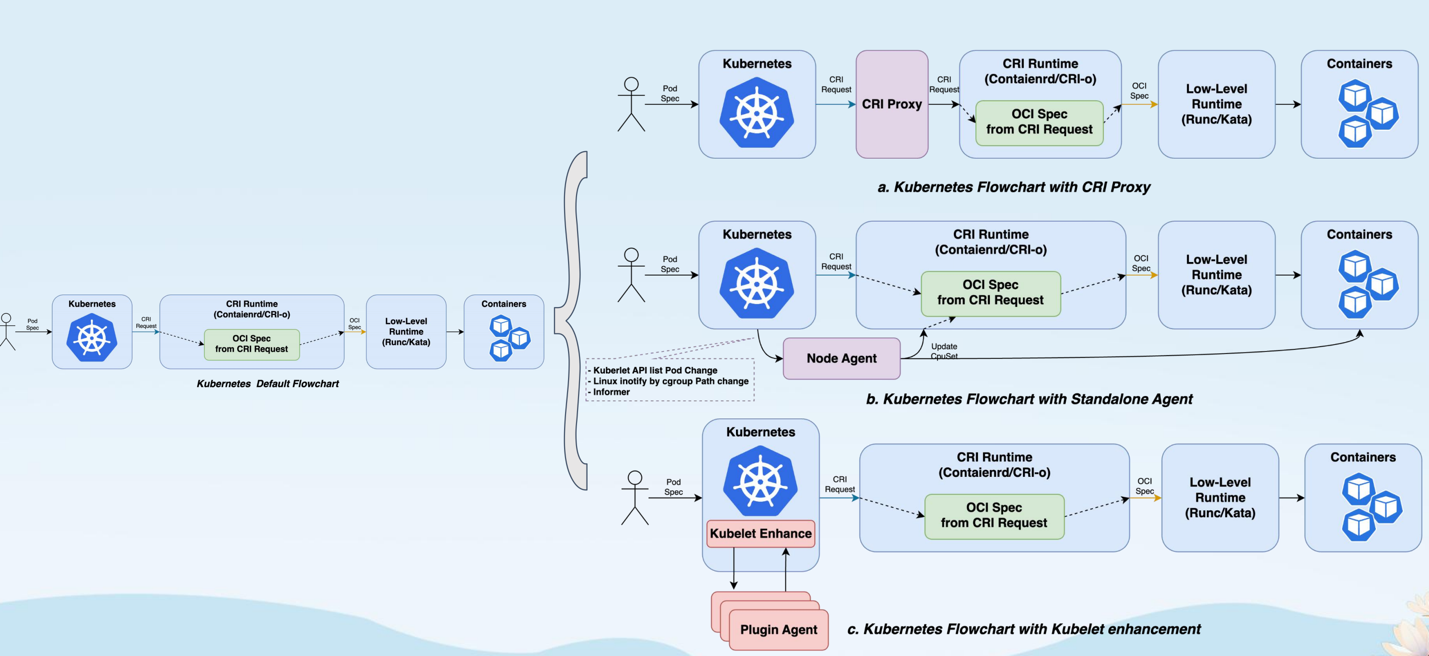 Pod
Spec
Kubernetes
CRI
Request
CRI Runtime
(Contaienrd/CRI-o)
OCI Spec
from CRI Request
OCI
Spec
Low-Level
Runtime
(Runc/Kata)
Containers
Kubernetes Default Flowchart
Pod
Spec
Kubernetes
CRI
Request
CRI Proxy
CRI
Request
CRI Runtime
(Contaienrd/CRI-o)
OCI Spec
from CRI Request
OCI
Spec
Low-Level
Runtime
(Runc/Kata)
Containers
a. Kubernetes Flowchart with CRI Proxy
Pod
Spec
Kubernetes
CRI
Request
CRI Runtime
(Contaienrd/CRI-o)
OCI Spec
from CRI Request
OCI
Spec
Low-Level
Runtime
(Runc/Kata)
Containers
Node Agent
Update
CpuSet
- Kuberlet API list Pod Change
- Linux inotify by cgroup Path change
- Informer
b. Kubernetes Flowchart with Standalone Agent
Pod
Spec
Kubernetes
Kubelet Enhance
CRI
Request
CRI Runtime
(Contaienrd/CRI-o)
OCI Spec
from CRI Request
OCI
Spec
Low-Level
Runtime
(Runc/Kata)
Containers
Plugin Agent
c. Kubernetes Flowchart with Kubelet enhancement